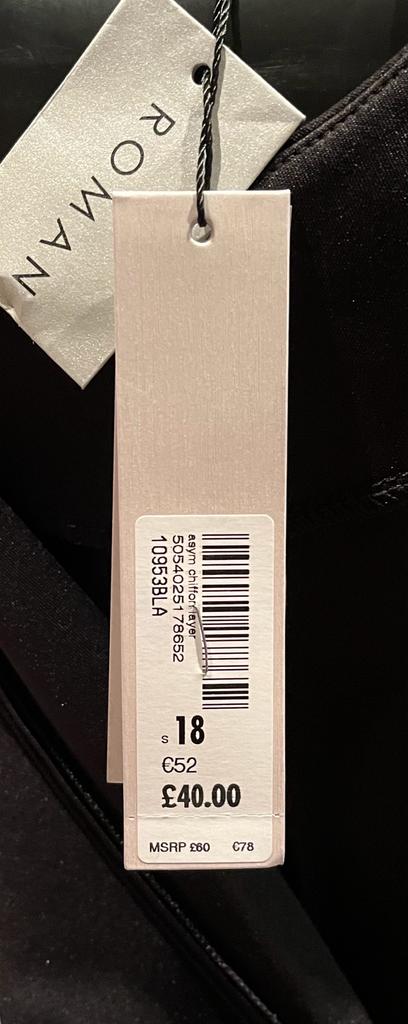 ROMAN
asym chiffon layer
5054025178652
10953BLA
s 18
€52
£40.00
MSRP £60 €78